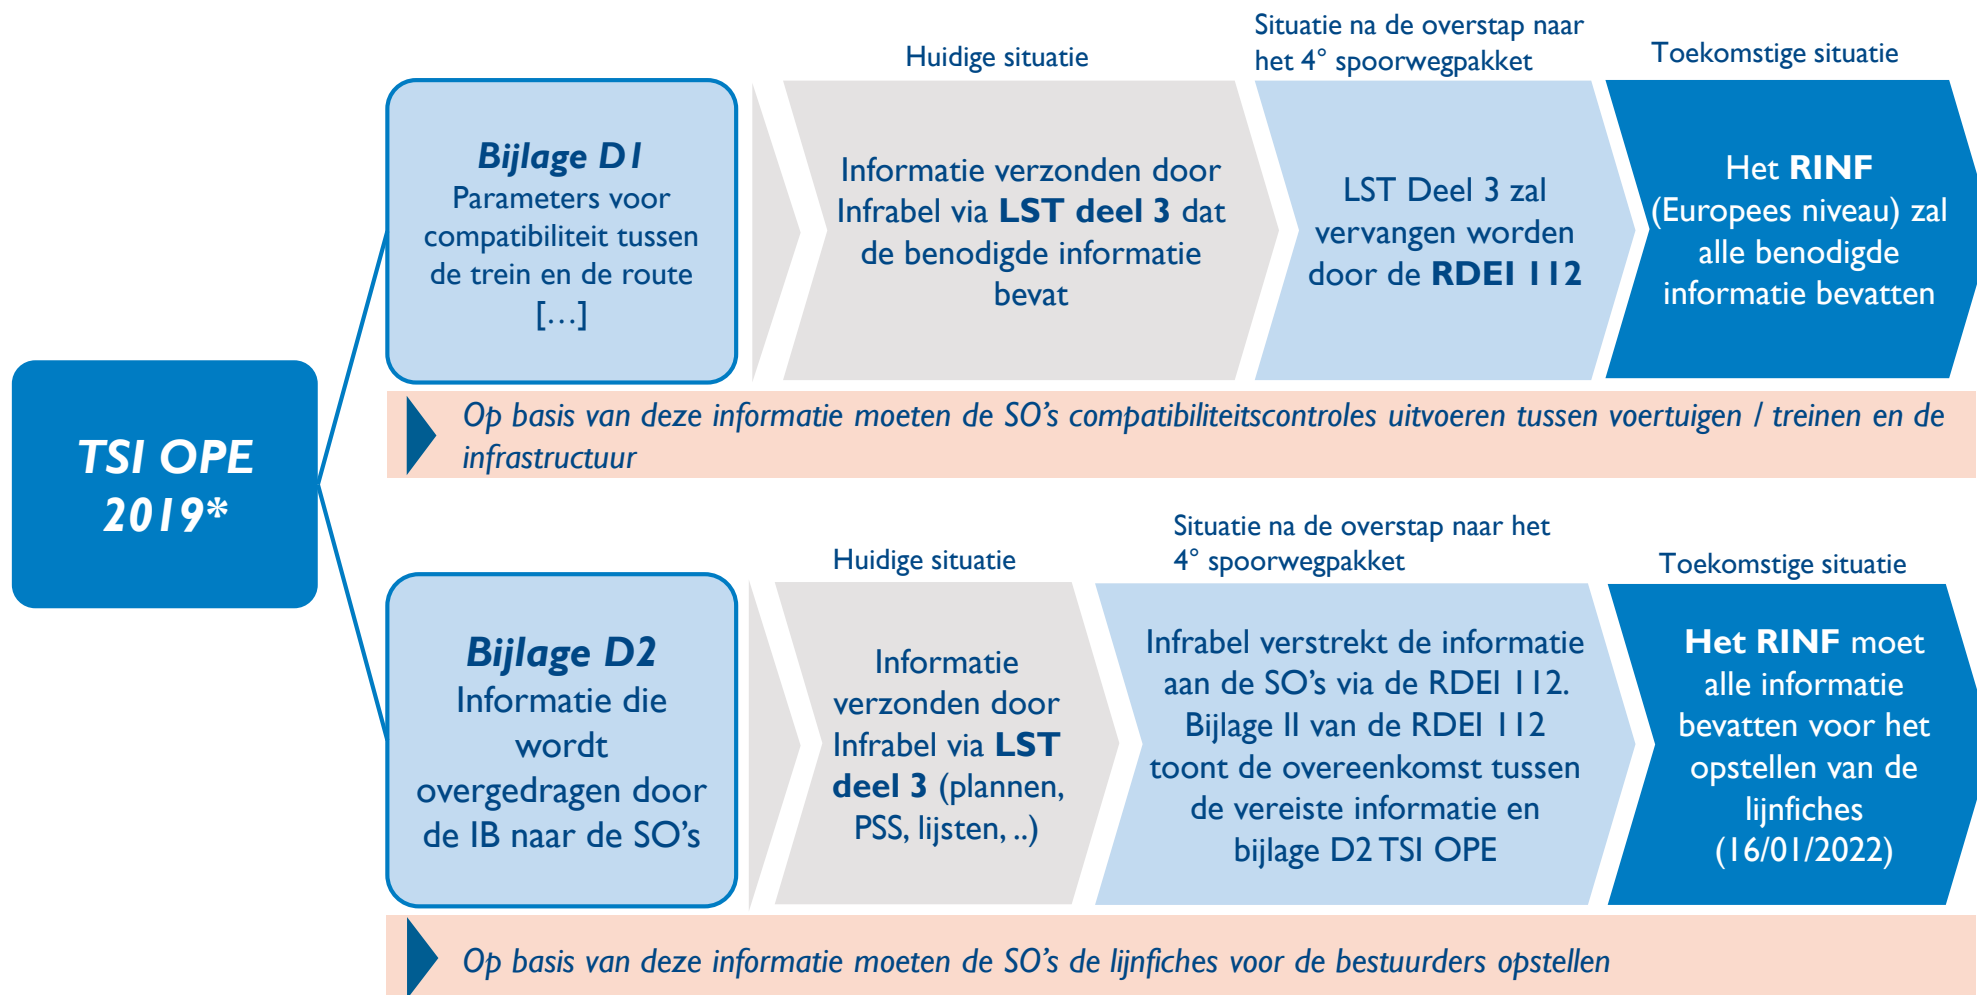 TSI OPE
2019*
Bijlage D1
Parameters voor
compatibiliteit tussen
de trein en de route
[…]
Huidige situatie
Informatie verzonden door
Infrabel via LST deel 3 dat
de benodigde informatie
bevat
Situatie na de overstap naar
het 4° spoorwegpakket
LST Deel 3 zal
vervangen worden
door de RDEI 112
Toekomstige situatie
Het RINF
(Europees niveau) zal
alle benodigde
informatie bevatten
Op basis van deze informatie moeten de SO's compatibiliteitscontroles uitvoeren tussen voertuigen / treinen en de
infrastructuur
Bijlage D2
Informatie die
wordt
overgedragen door
de IB naar de SO's
Huidige situatie
Informatie
verzonden door
Infrabel via LST
deel 3 (plannen,
PSS, lijsten, ..)
Situatie na de overstap naar het
4° spoorwegpakket
Infrabel verstrekt de informatie
aan de SO's via de RDEI 112.
Bijlage II van de RDEI 112
toont de overeenkomst tussen
de vereiste informatie en
bijlage D2 TSI OPE
Toekomstige situatie
Het RINF moet
alle informatie
bevatten voor het
opstellen van de
lijnfiches
(16/01/2022)
Op basis van deze informatie moeten de SO's de lijnfiches voor de bestuurders opstellen